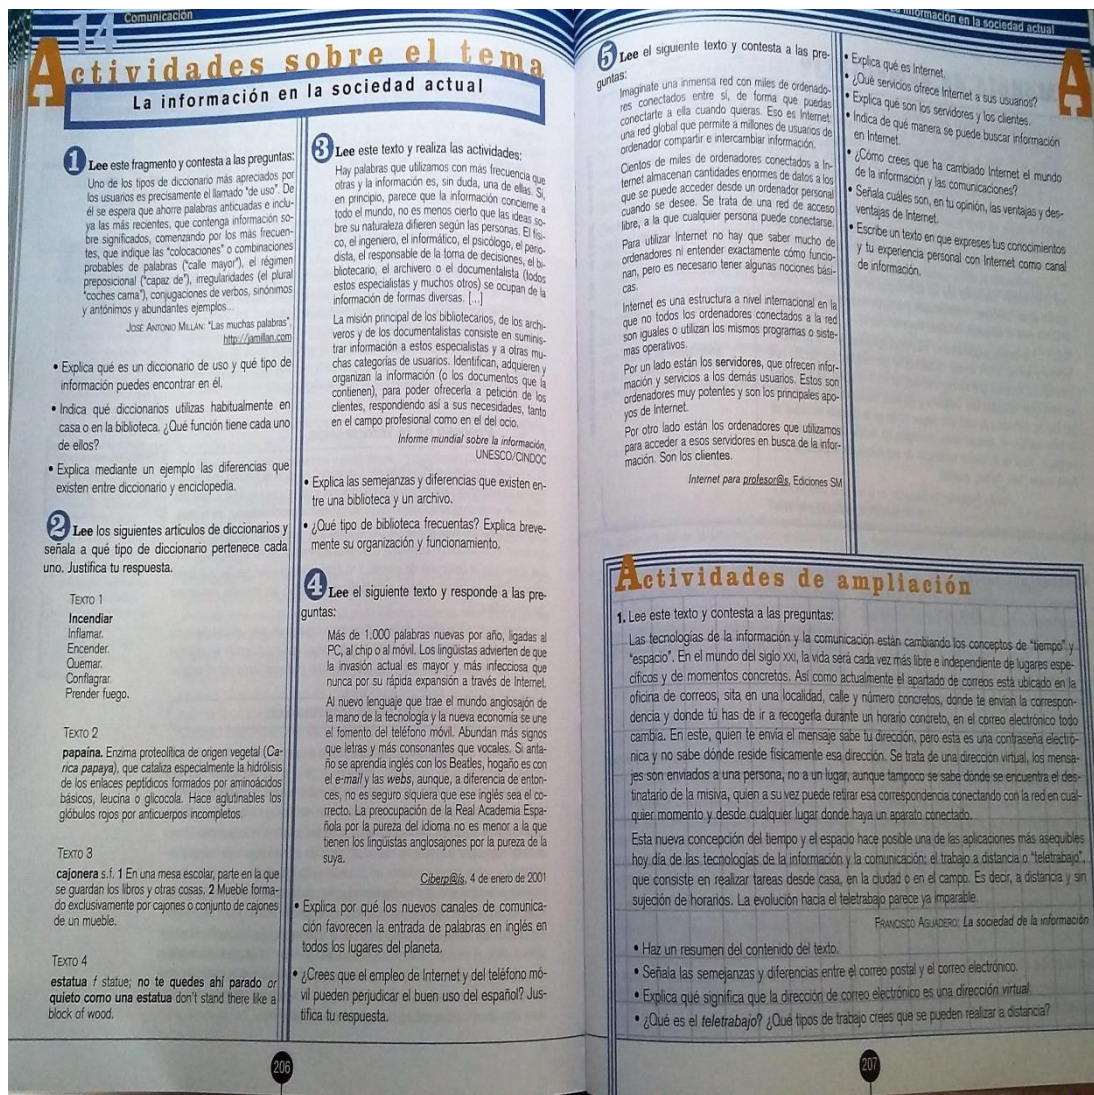 14
Comunicación
Actividades sobre el tema
La información en la sociedad actual
1 Lee este fragmento y contesta a las preguntas:
Uno de los tipos de diccionario más apreciados por
los usuarios es precisamente el llamado "de uso". De
él se espera que ahorre palabras anticuadas e inclu-
ya las más recientes, que contenga información so-
bre significados, comenzando por los más frecuen-
tes, que indique las "colocaciones" o combinaciones
probables de palabras ("calle mayor"), el régimen
preposicional ("capaz de"), irregularidades (el plural
"coches cama"), conjugaciones de verbos, sinónimos
y antónimos y abundantes ejemplos...
JOSÉ ANTONIO MILLÁN: "Las muchas palabras",
http://jamillan.com
• Explica qué es un diccionario de uso y qué tipo de
información puedes encontrar en él.
• Indica qué diccionarios utilizas habitualmente en
casa o en la biblioteca. ¿Qué función tiene cada uno
de ellos?
• Explica mediante un ejemplo las diferencias que
existen entre diccionario y enciclopedia.
2 Lee los siguientes artículos de diccionarios y
señala a qué tipo de diccionario pertenece cada
uno. Justifica tu respuesta.
TEXTO 1
Incendiar
Inflamar.
Encender.
Quemar.
Conflagrar.
Prender fuego.
TEXTO 2
papaína. Enzima proteolítica de origen vegetal (Ca-
rica papaya), que cataliza especialmente la hidrólisis
de los enlaces peptídicos formados por aminoácidos
básicos, leucina o glicocola. Hace aglutinables los
glóbulos rojos por anticuerpos incompletos.
TEXTO 3
cajonera s.f. 1 En una mesa escolar, parte en la que
se guardan los libros y otras cosas. 2 Mueble forma-
do exclusivamente por cajones o conjunto de cajones
de un mueble.
TEXTO 4
estatua f statue; no te quedes ahí parado or
quieto como una estatua don't stand there like a
block of wood.
3 Lee este texto y realiza las actividades:
Hay palabras que utilizamos con más frecuencia que
otras y la información es, sin duda, una de ellas. Si,
en principio, parece que la información concierne a
todo el mundo, no es menos cierto que las ideas so-
bre su naturaleza difieren según las personas. El físi-
co, el ingeniero, el informático, el psicólogo, el perio-
dista, el responsable de la toma de decisiones, el bi-
bliotecario, el archivero o el documentalista (todos
estos especialistas y muchos otros) se ocupan de la
información de formas diversas. [...]
La misión principal de los bibliotecarios, de los archi-
veros y de los documentalistas consiste en suminis-
trar información a estos especialistas y a otras mu-
chas categorías de usuarios. Identifican, adquieren y
organizan la información (o los documentos que la
contienen), para poder ofrecerla a petición de los
clientes, respondiendo así a sus necesidades, tanto
en el campo profesional como en el del ocio.
Informe mundial sobre la información,
UNESCO/CINDOC
• Explica las semejanzas y diferencias que existen en-
tre una biblioteca y un archivo.
• ¿Qué tipo de biblioteca frecuentas? Explica breve-
mente su organización y funcionamiento.
4 Lee el siguiente texto y responde a las pre-
guntas:
Más de 1.000 palabras nuevas por año, ligadas al
PC, al chip o al móvil. Los lingüistas advierten de que
la invasión actual es mayor y más infecciosa que
nunca por su rápida expansión a través de Internet.
Al nuevo lenguaje que trae el mundo anglosajón de
la mano de la tecnología y la nueva economía se une
el fomento del teléfono móvil. Abundan más signos
que letras y más consonantes que vocales. Si anta-
ño se aprendía inglés con los Beatles, hogaño es con
el e-mail y las webs, aunque, a diferencia de enton-
ces, no es seguro siquiera que ese inglés sea el co-
rrecto. La preocupación de la Real Academia Espa-
ñola por la pureza del idioma no es menor a la que
tienen los lingüistas anglosajones por la pureza de la
suya.
Ciberp@ís, 4 de enero de 2001
• Explica por qué los nuevos canales de comunica-
ción favorecen la entrada de palabras en inglés en
todos los lugares del planeta.
• ¿Crees que el empleo de Internet y del teléfono mó-
vil pueden perjudicar el buen uso del español? Jus-
tifica tu respuesta.
206
información en la sociedad actual
A
5 Lee el siguiente texto y contesta a las pre-
guntas:
Imagínate una inmensa red con miles de ordenado-
res conectados entre sí, de forma que puedas
conectarte a ella cuando quieras. Eso es Internet:
una red global que permite a millones de usuarios de
ordenador compartir e intercambiar información.
Cientos de miles de ordenadores conectados a In-
ternet almacenan cantidades enormes de datos a los
que se puede acceder desde un ordenador personal
cuando se desee. Se trata de una red de acceso
libre, a la que cualquier persona puede conectarse.
Para utilizar Internet no hay que saber mucho de
ordenadores ni entender exactamente cómo funcio-
nan, pero es necesario tener algunas nociones bási-
cas.
Internet es una estructura a nivel internacional en la
que no todos los ordenadores conectados a la red
son iguales o utilizan los mismos programas o siste-
mas operativos.
Por un lado están los servidores, que ofrecen infor-
mación y servicios a los demás usuarios. Estos son
ordenadores muy potentes y son los principales apo-
yos de Internet.
Por otro lado están los ordenadores que utilizamos
para acceder a esos servidores en busca de la infor-
mación. Son los clientes.
Internet para profesor@s, Ediciones SM
• Explica qué es Internet.
• ¿Qué servicios ofrece Internet a sus usuarios?
• Explica qué son los servidores y los clientes.
• Indica de qué manera se puede buscar información
en Internet.
• ¿Cómo crees que ha cambiado Internet el mundo
de la información y las comunicaciones?
• Señala cuáles son, en tu opinión, las ventajas y des-
ventajas de Internet.
• Escribe un texto en que expreses tus conocimientos
y tu experiencia personal con Internet como canal
de información.
Actividades de ampliación
1. Lee este texto y contesta a las preguntas:
Las tecnologías de la información y la comunicación están cambiando los conceptos de "tiempo" y
"espacio". En el mundo del siglo XXI, la vida será cada vez más libre e independiente de lugares espe-
cíficos y de momentos concretos. Así como actualmente el apartado de correos está ubicado en la
oficina de correos, sita en una localidad, calle y número concretos, donde te envían la correspon-
dencia y donde tú has de ir a recogerla durante un horario concreto, en el correo electrónico todo
cambia. En este, quien te envía el mensaje sabe tu dirección, pero esta es una contraseña electró-
nica y no sabe dónde reside físicamente esa dirección. Se trata de una dirección virtual, los mensa-
jes son enviados a una persona, no a un lugar, aunque tampoco se sabe dónde se encuentra el des-
tinatario de la misiva, quien a su vez puede retirar esa correspondencia conectando con la red en cual-
quier momento y desde cualquier lugar donde haya un aparato conectado.
Esta nueva concepción del tiempo y el espacio hace posible una de las aplicaciones más asequibles
hoy día de las tecnologías de la información y la comunicación: el trabajo a distancia o "teletrabajo",
que consiste en realizar tareas desde casa, en la ciudad o en el campo. Es decir, a distancia y sin
sujeción de horarios. La evolución hacia el teletrabajo parece ya imparable.
FRANCISCO AGUADERO: La sociedad de la información
• Haz un resumen del contenido del texto.
• Señala las semejanzas y diferencias entre el correo postal y el correo electrónico.
• Explica qué significa que la dirección de correo electrónico es una dirección virtual.
• ¿Qué es el teletrabajo? ¿Qué tipos de trabajo crees que se pueden realizar a distancia?
207